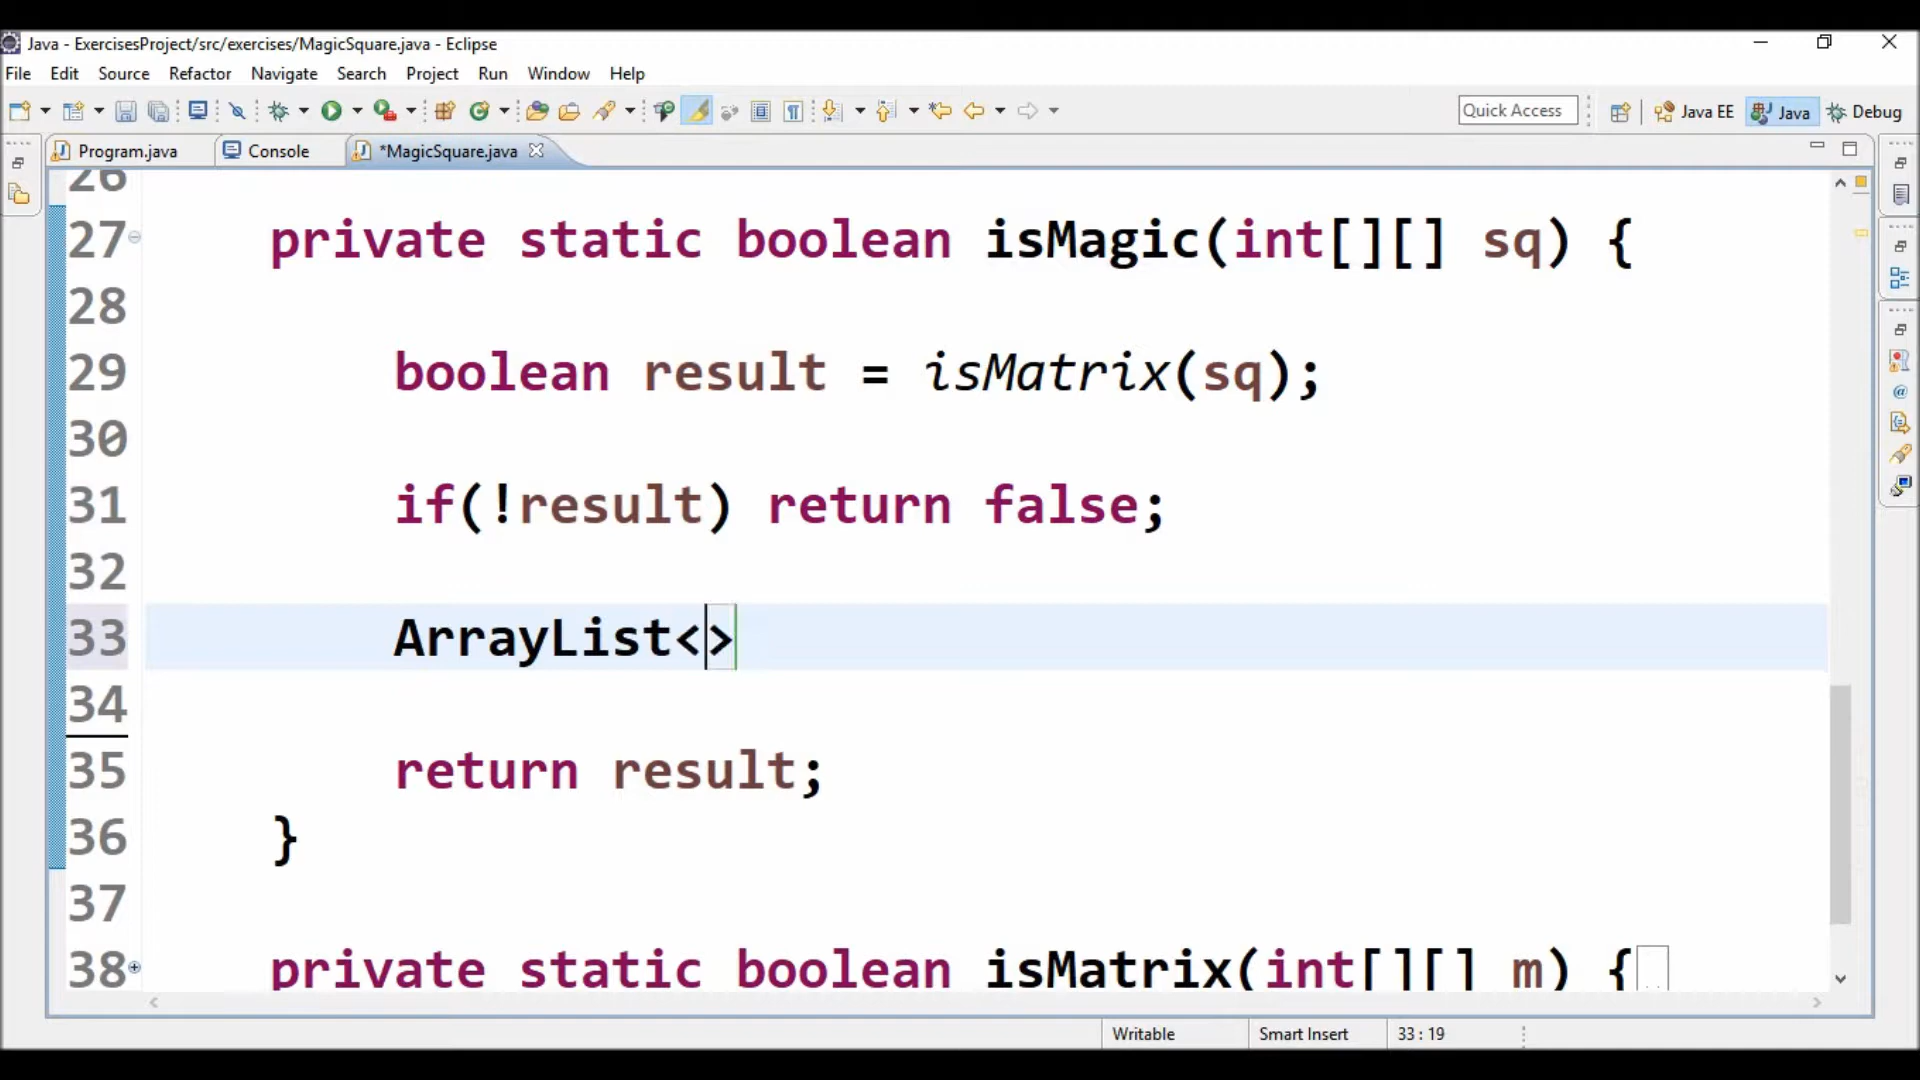 Java - ExercisesProject/src/exercises/MagicSquare.java - Eclipse
File Edit Source Refactor Navigate Search Project Run Window Help
Quick Access Java EE Java Debug
Program.java Console *MagicSquare.java
26
27 private static boolean isMagic(int[][] sq) {
28
29 boolean result = isMatrix(sq);
30
31 if(!result) return false;
32
33 ArrayList<>
34
35 return result;
36 }
37
38 private static boolean isMatrix(int[][] m) {
Writable Smart Insert 33 : 19